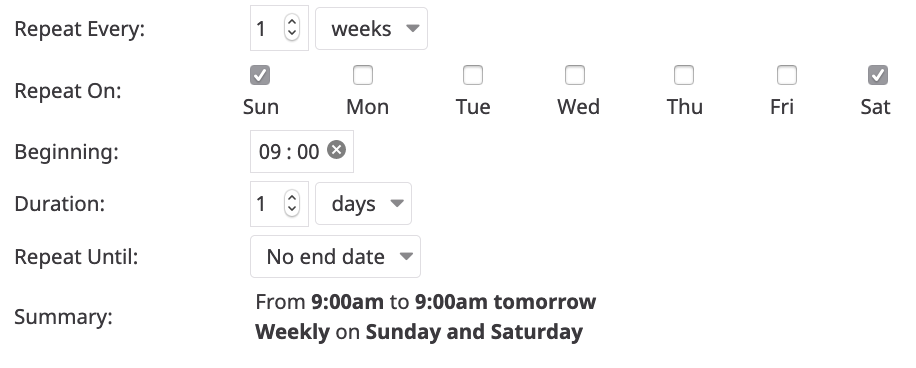 Repeat Every: 1 weeks
Repeat On: Sun Mon Tue Wed Thu Fri Sat
Beginning: 09 : 00
Duration: 1 days
Repeat Until: No end date
Summary: From 9:00am to 9:00am tomorrow
Weekly on Sunday and Saturday